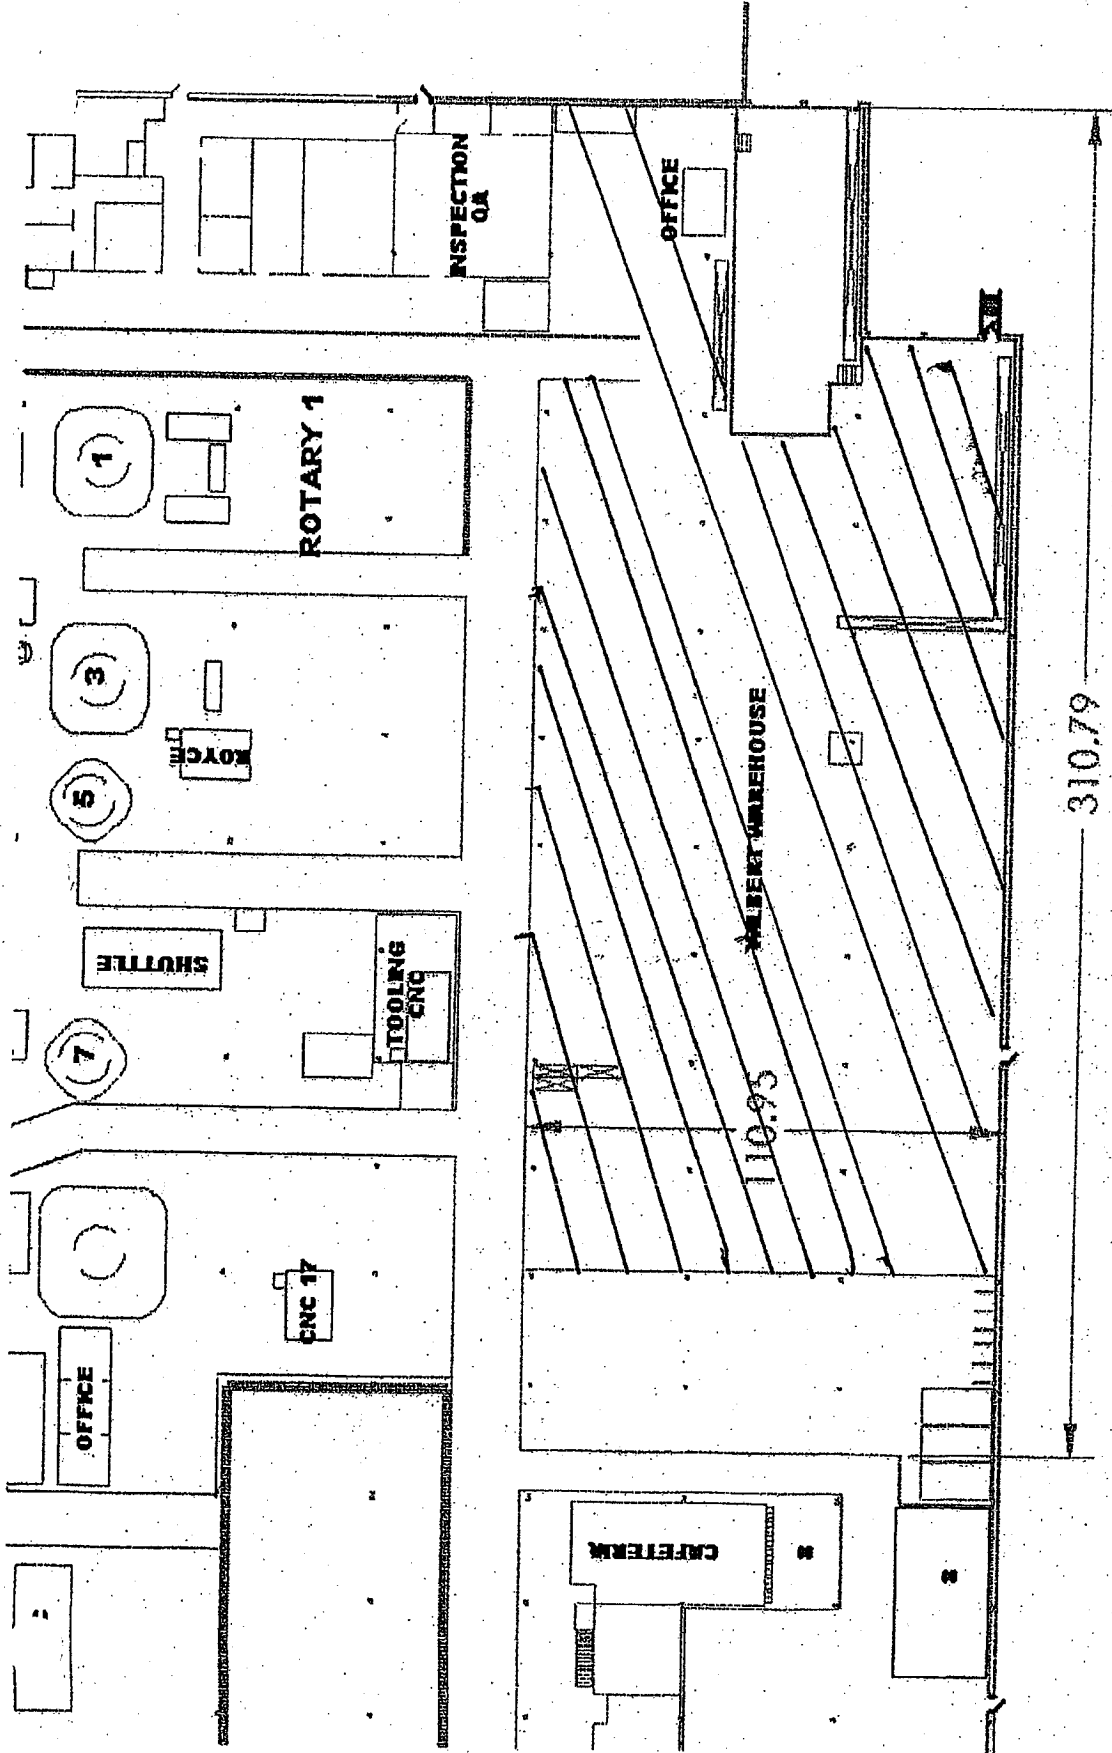 INSPECTION
QA
OFFICE
1
ROTARY 1
3
ROYCE
5
SHUTTLE
TOOLING
CNC
7
WAREHOUSE
110.95
310.79
CNC 17
OFFICE
CAFETERIA